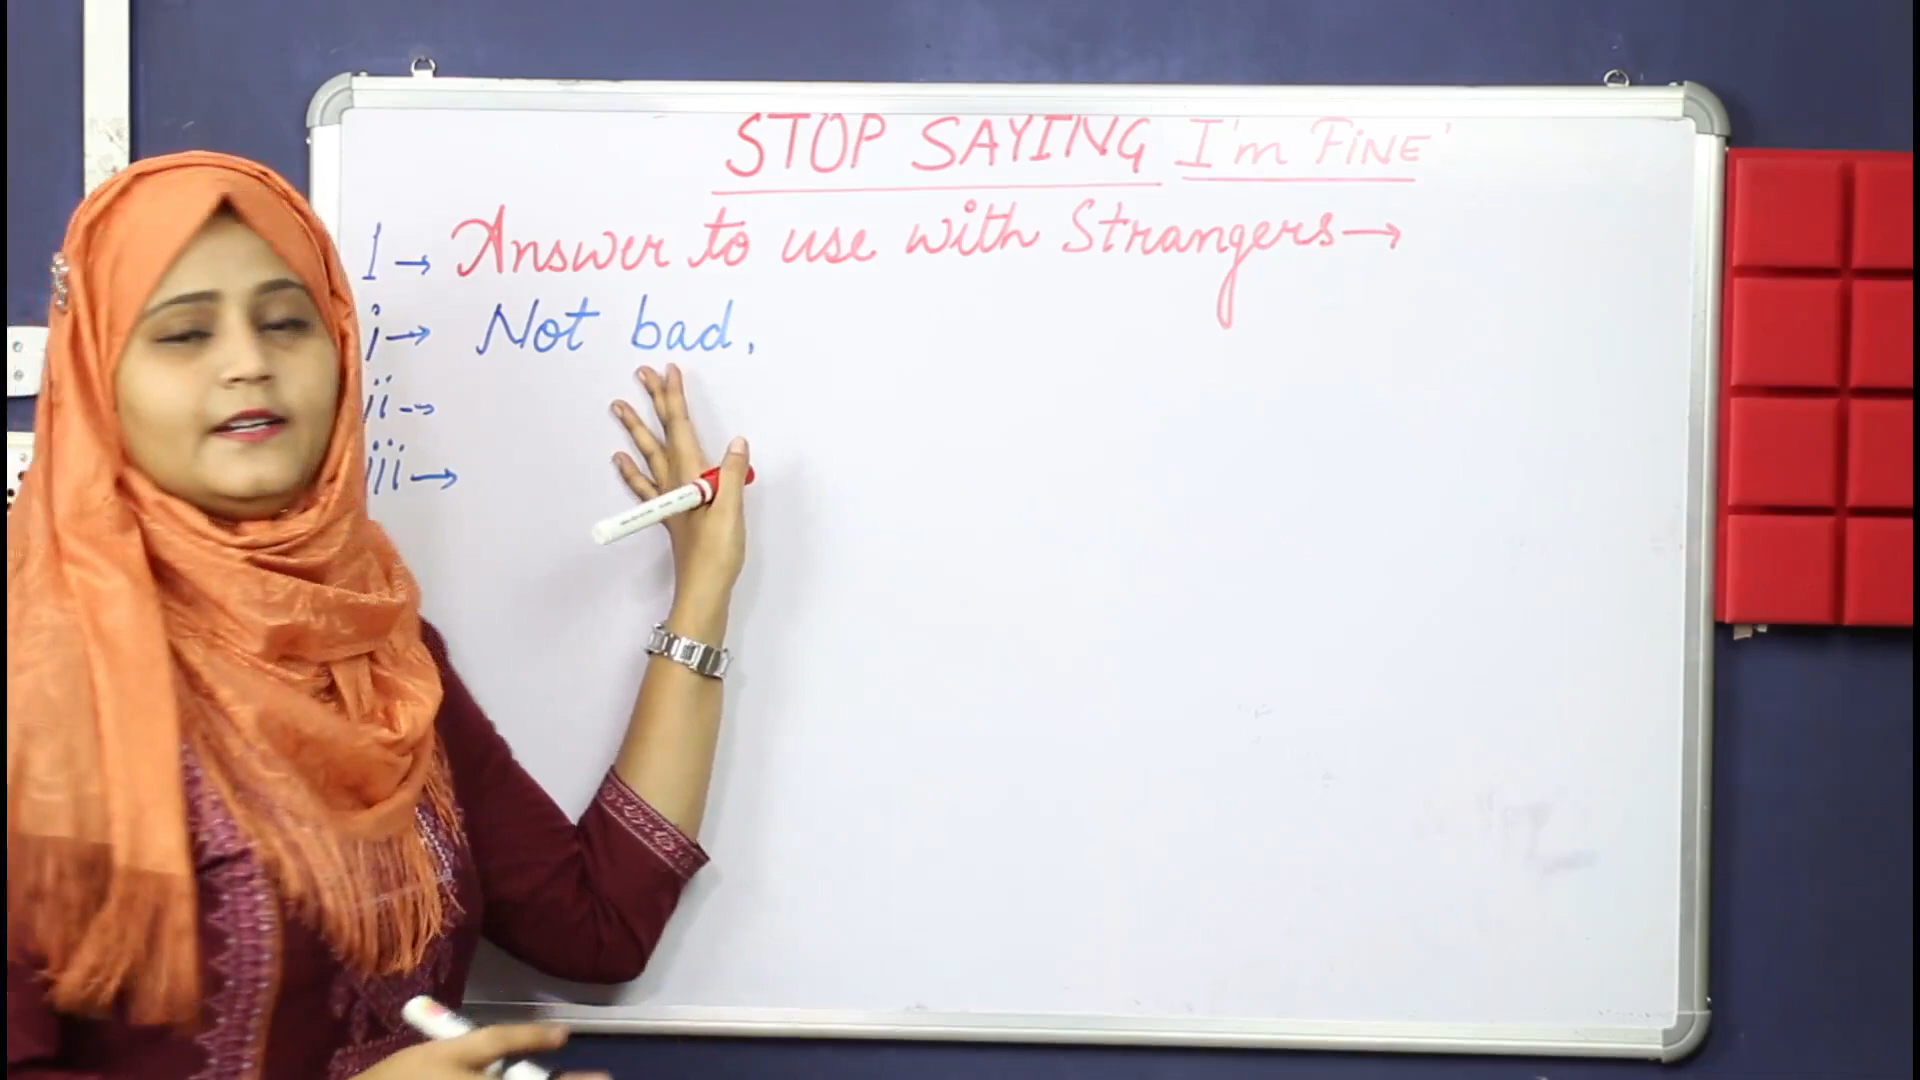 STOP SAYING I'm FiNE'
1 → Answer to use with Strangers →
i → Not bad,
ii →
iii →